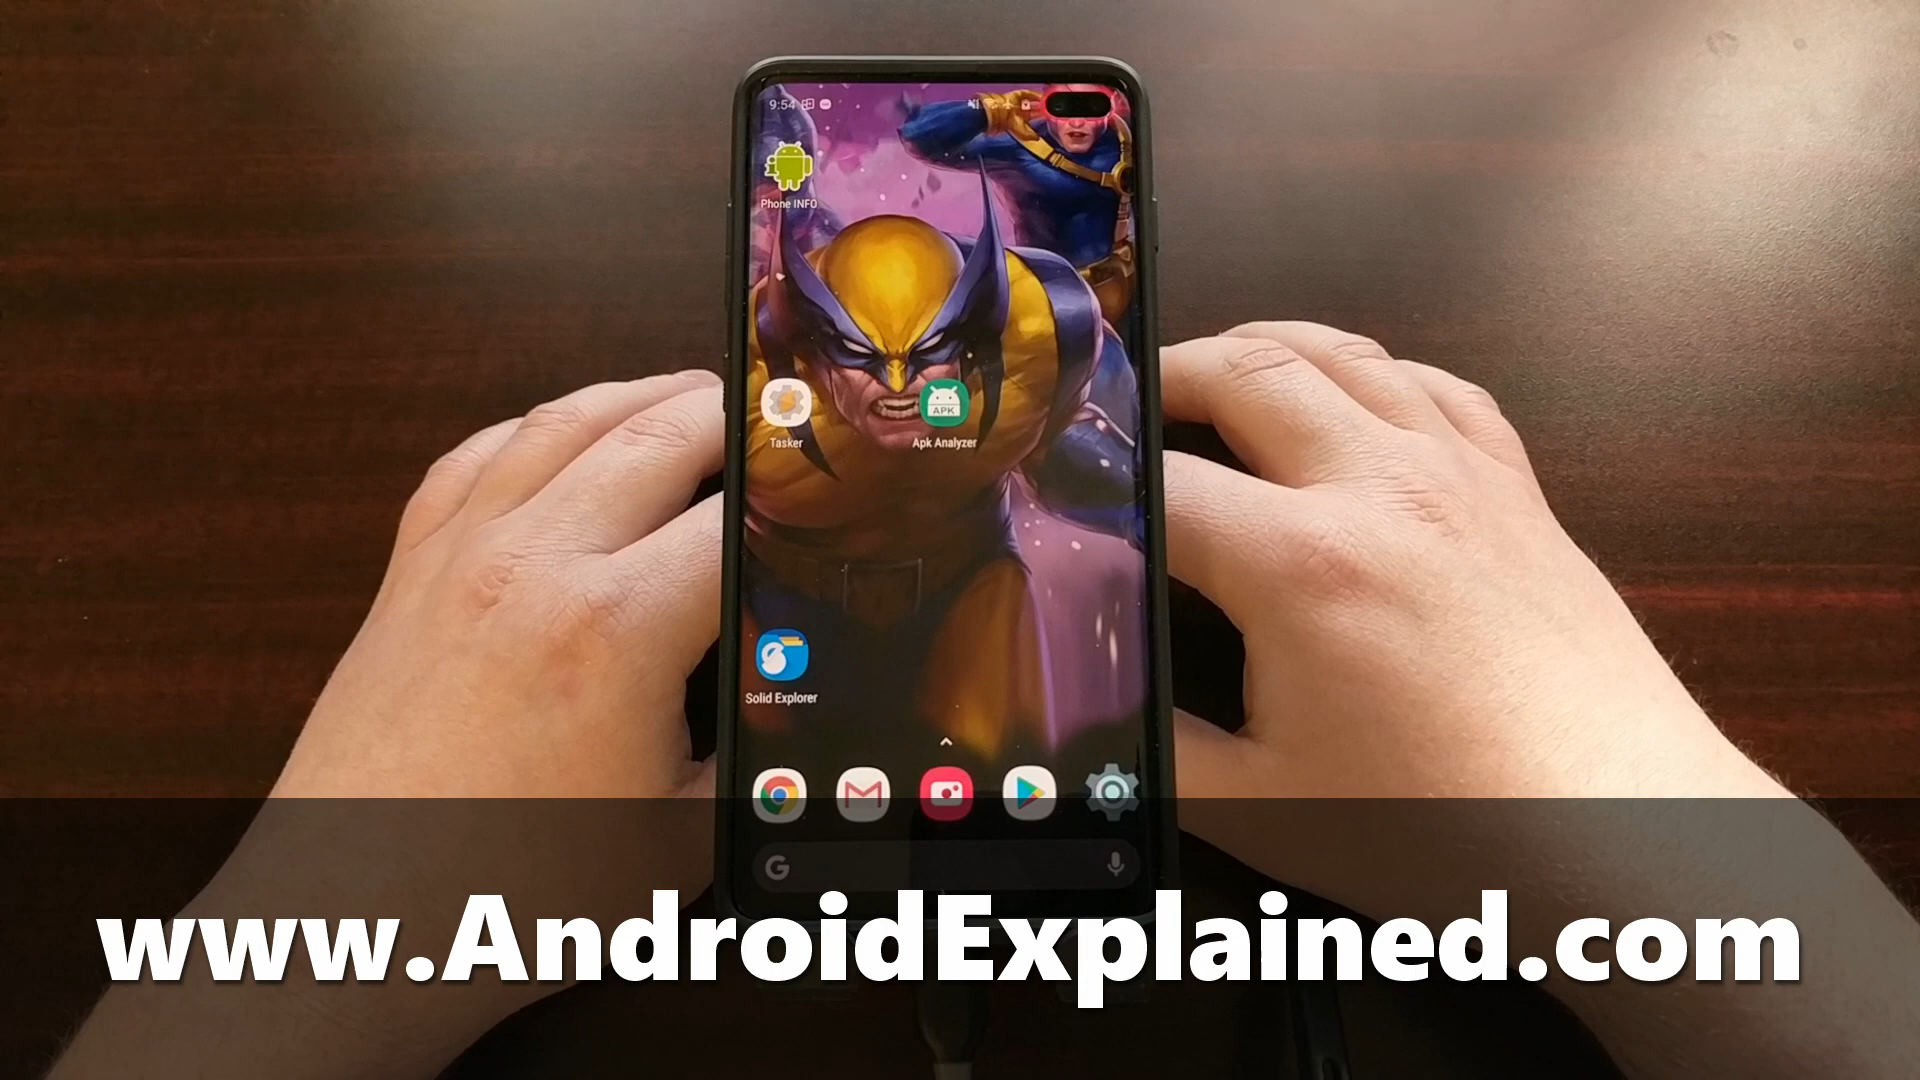 9:54
Phone INFO
Tasker
APK
Apk Analyzer
Solid Explorer
G
www.AndroidExplained.com